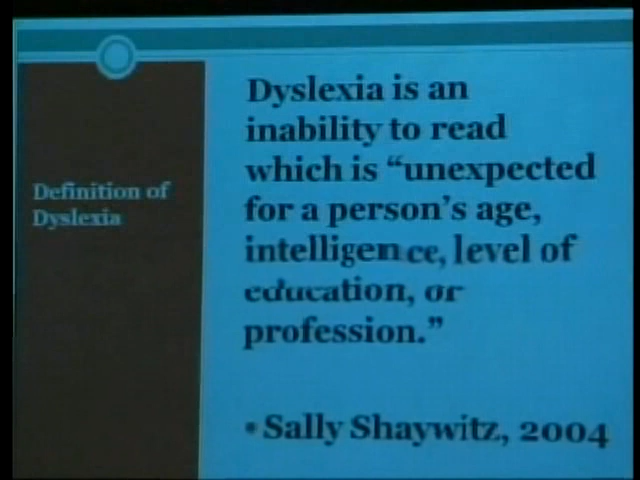 Definition of
Dyslexia
Dyslexia is an
inability to read
which is “unexpected
for a person's age,
intelligence, level of
education, or
profession.”
• Sally Shaywitz, 2004